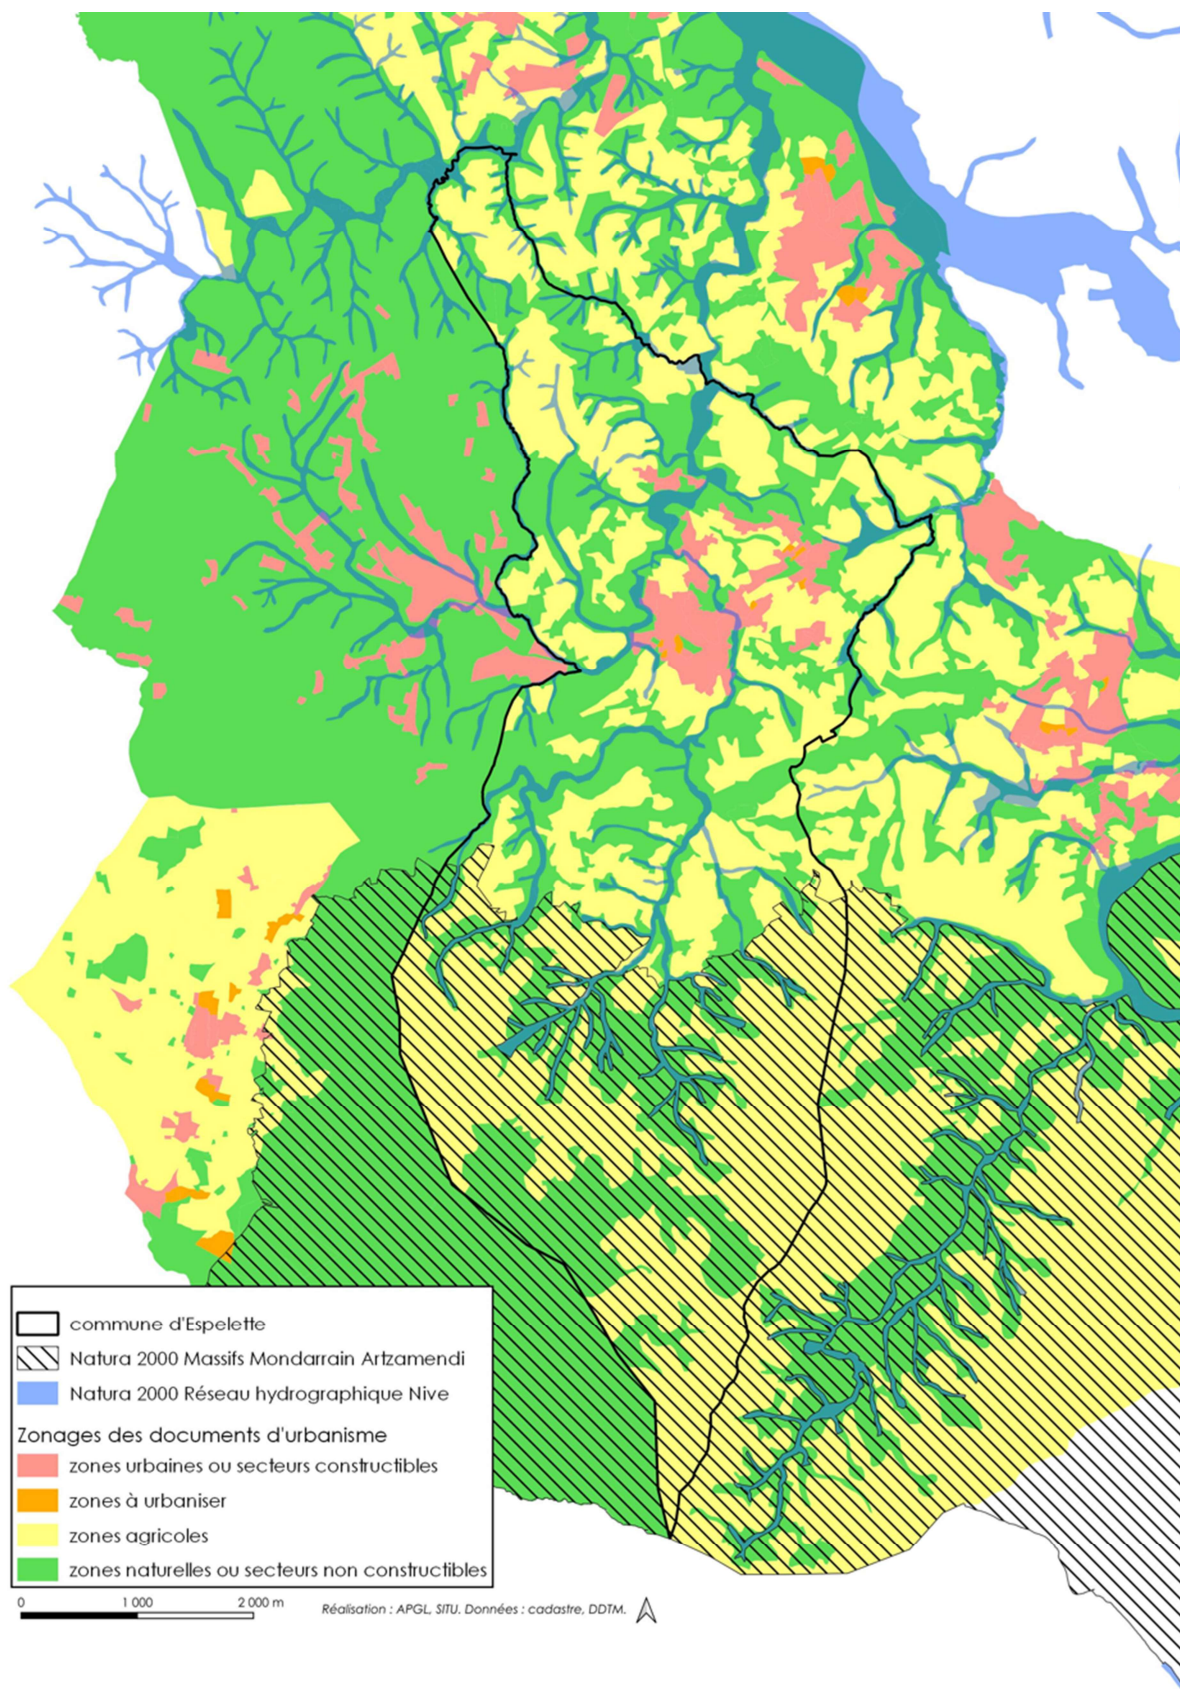 commune d'Espelette
Natura 2000 Massifs Mondarrain Artzamendi
Natura 2000 Réseau hydrographique Nive
Zonages des documents d'urbanisme
zones urbaines ou secteurs constructibles
zones à urbaniser
zones agricoles
zones naturelles ou secteurs non constructibles
0 1 000 2 000 m
Réalisation : APGL, SITU. Données : cadastre, DDTM.